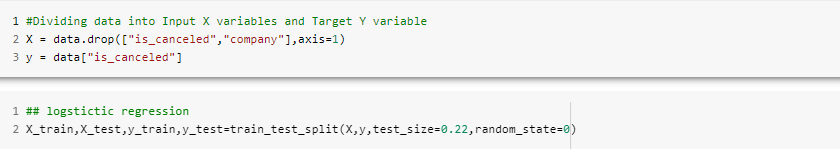 1 #Dividing data into Input X variables and Target Y variable
2 X = data.drop(["is_canceled","company"],axis=1)
3 y = data["is_canceled"]
1 ## logstictic regression
2 X_train,X_test,y_train,y_test=train_test_split(X,y,test_size=0.22,random_state=0)